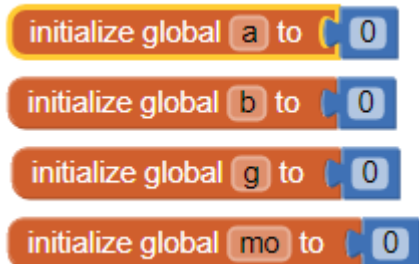 initialize global a to 0
initialize global b to 0
initialize global g to 0
initialize global mo to 0